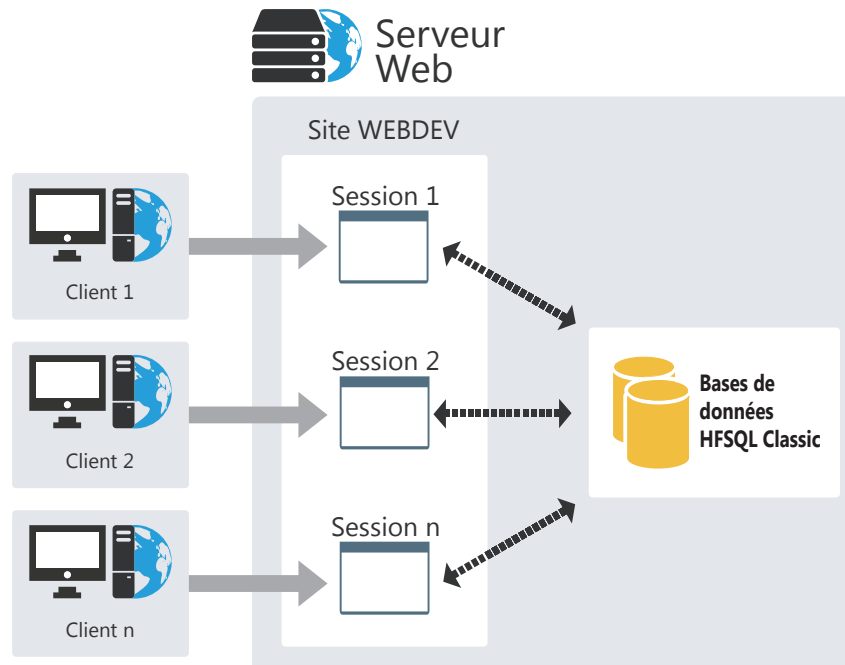 Serveur
Web
Site WEBDEV
Session 1
Client 1
Session 2
Client 2
Bases de
données
HFSQL Classic
Session n
Client n